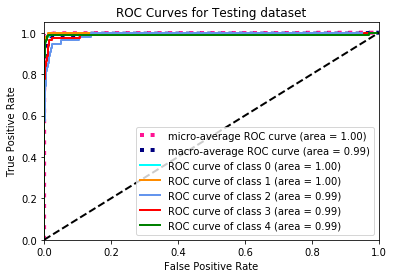 ROC Curves for Testing dataset
True Positive Rate
1.0
0.8
0.6
0.4
0.2
0.0
micro-average ROC curve (area = 1.00)
macro-average ROC curve (area = 0.99)
ROC curve of class 0 (area = 1.00)
ROC curve of class 1 (area = 1.00)
ROC curve of class 2 (area = 0.99)
ROC curve of class 3 (area = 0.99)
ROC curve of class 4 (area = 0.99)
0.0 0.2 0.4 0.6 0.8 1.0
False Positive Rate